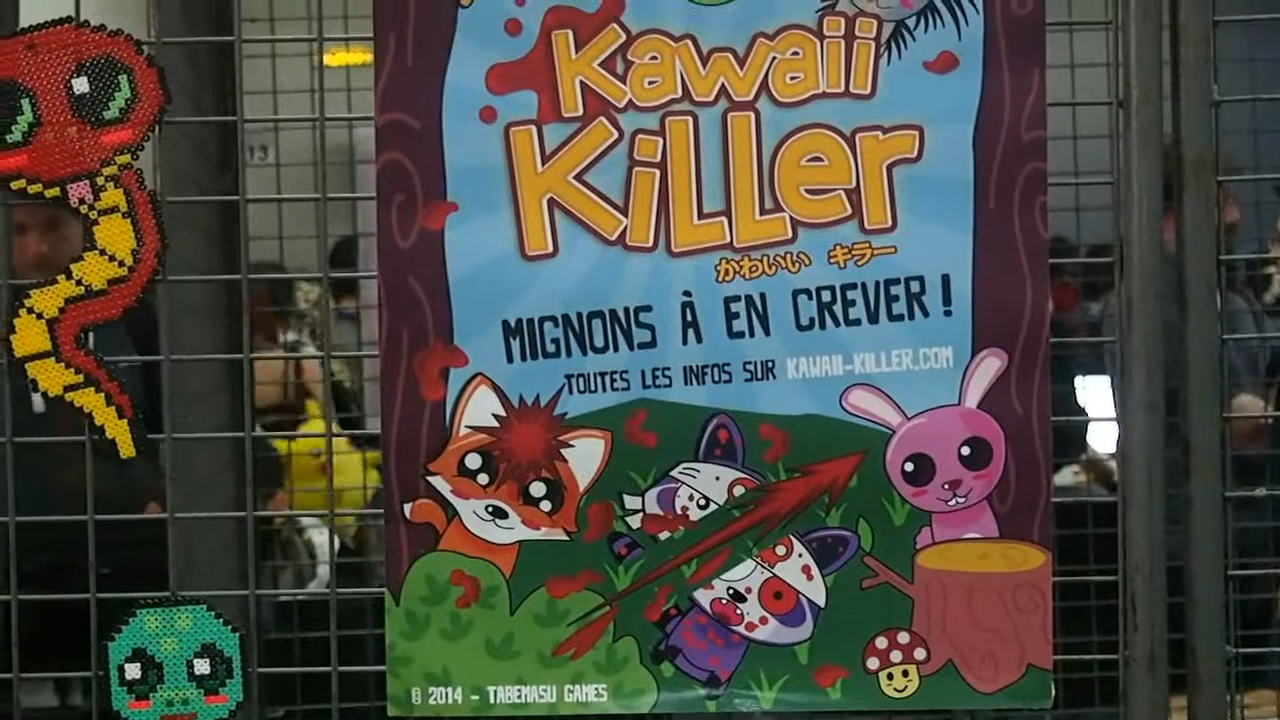 13
Kawaii
Killer
かわいい キラー
MIGNONS À EN CREVER !
TOUTES LES INFOS SUR KAWAII-KILLER.COM
© 2014 - TABEMASU GAMES